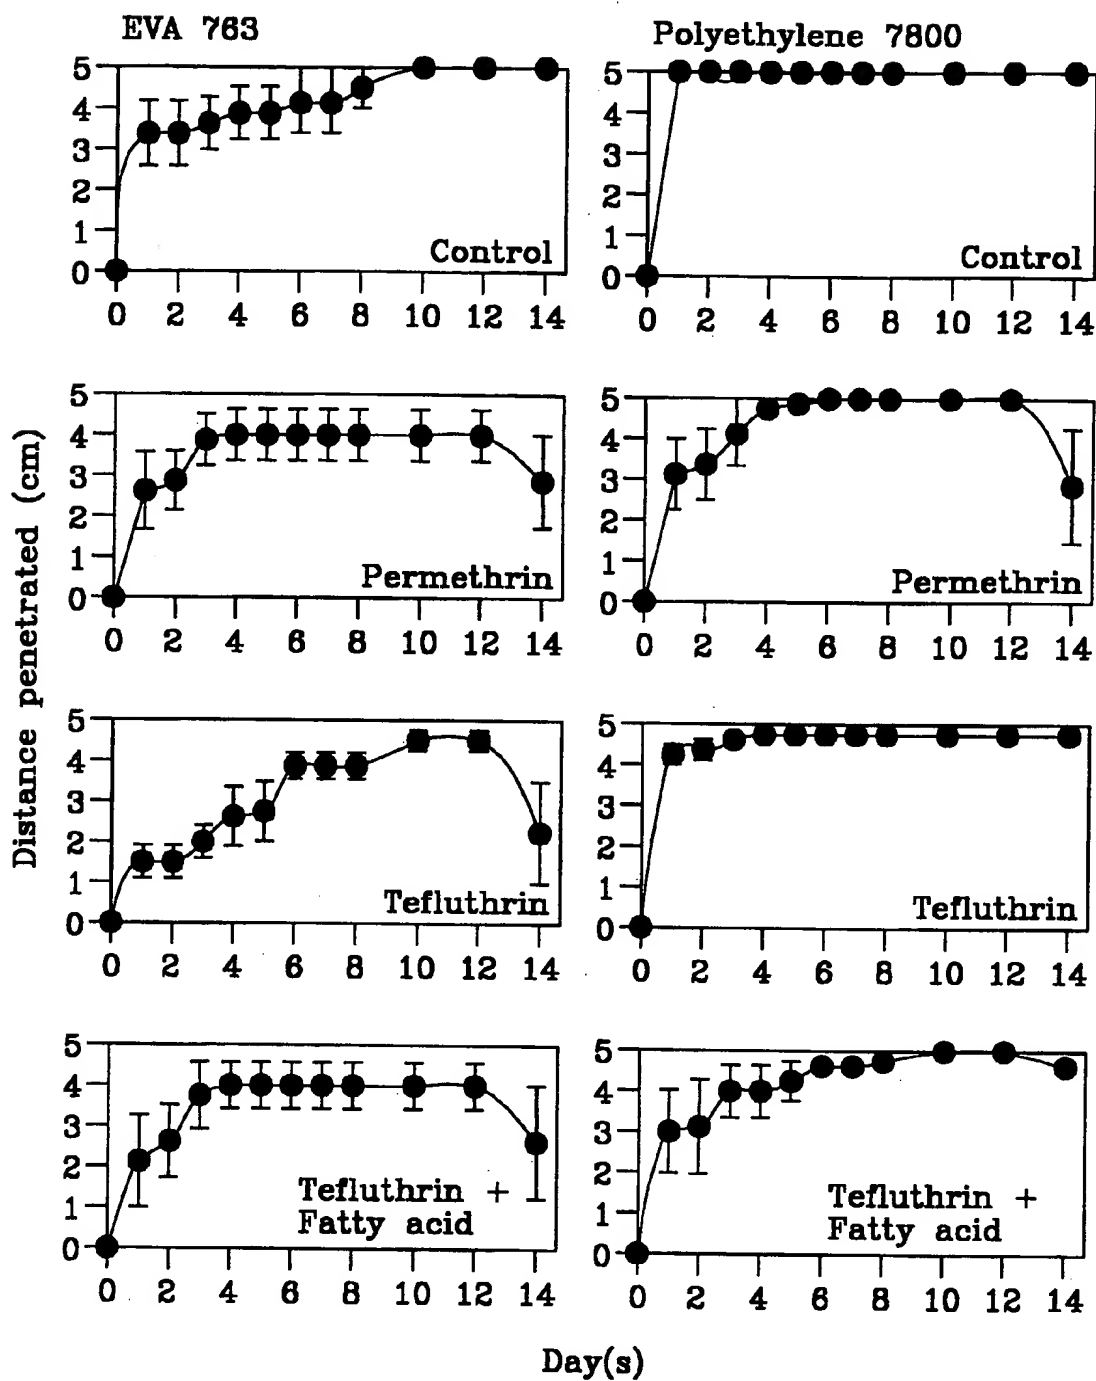 EVA 763
Polyethylene 7800
5
4
3
2
1
0
Control
0 2 4 6 8 10 12 14
5
4
3
2
1
0
Control
0 2 4 6 8 10 12 14
Distance penetrated (cm)
5
4
3
2
1
0
Permethrin
0 2 4 6 8 10 12 14
5
4
3
2
1
0
Permethrin
0 2 4 6 8 10 12 14
5
4
3
2
1
0
Tefluthrin
0 2 4 6 8 10 12 14
5
4
3
2
1
0
Tefluthrin
0 2 4 6 8 10 12 14
5
4
3
2
1
0
Tefluthrin +
Fatty acid
0 2 4 6 8 10 12 14
5
4
3
2
1
0
Tefluthrin +
Fatty acid
0 2 4 6 8 10 12 14
Day(s)